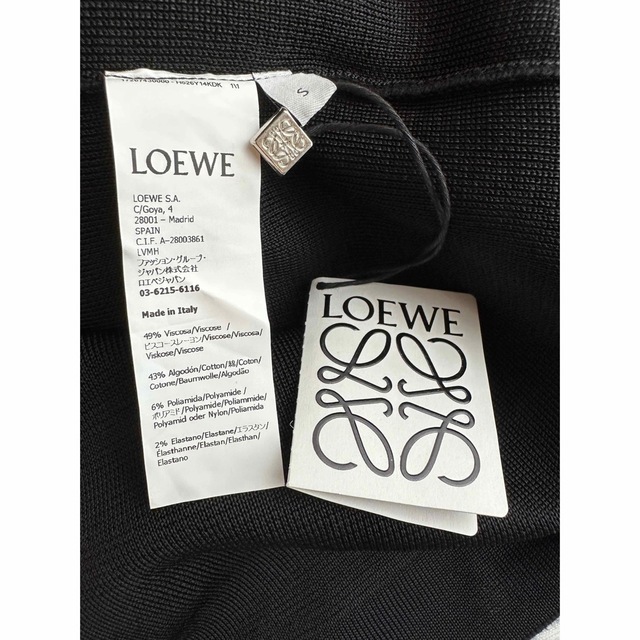 S
LOEWE
LOEWE S.A.
C/Goya, 4
28001 – Madrid
SPAIN
C.I.F. A-28003861
LVMH
ファッション・グループ・
ジャパン株式会社
ロエベジャパン
03-6215-6116
Made in Italy
49% Viscosa/Viscose /
ビスコースレーヨン/Viscose/Viscosa/
Viskose/Viscose
43% Algodón/Cotton/綿/Coton/
Cotone/Baumwolle/Algodão
6% Poliamida/Polyamide /
ポリアミド/Polyamide/Poliammide/
Polyamid oder Nylon/Poliamida
2% Elastano/Elastane/エラスタン/
Élasthanne/Elastan/Elasthan/
Elastano
LOEWE